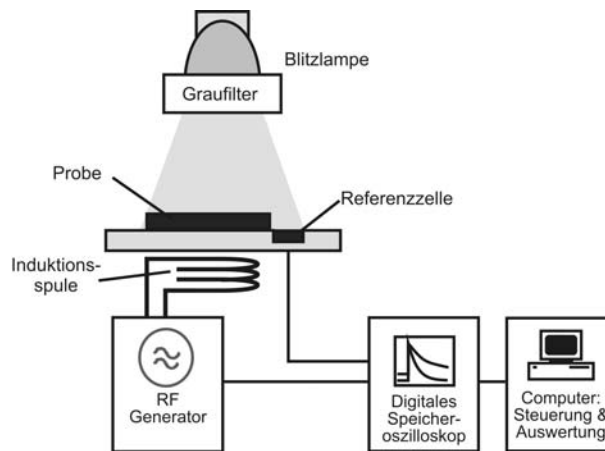 Blitzlampe
Graufilter
Probe
Referenzzelle
Induktions-
spule
RF
Generator
Digitales
Speicher-
oszilloskop
Computer:
Steuerung &
Auswertung